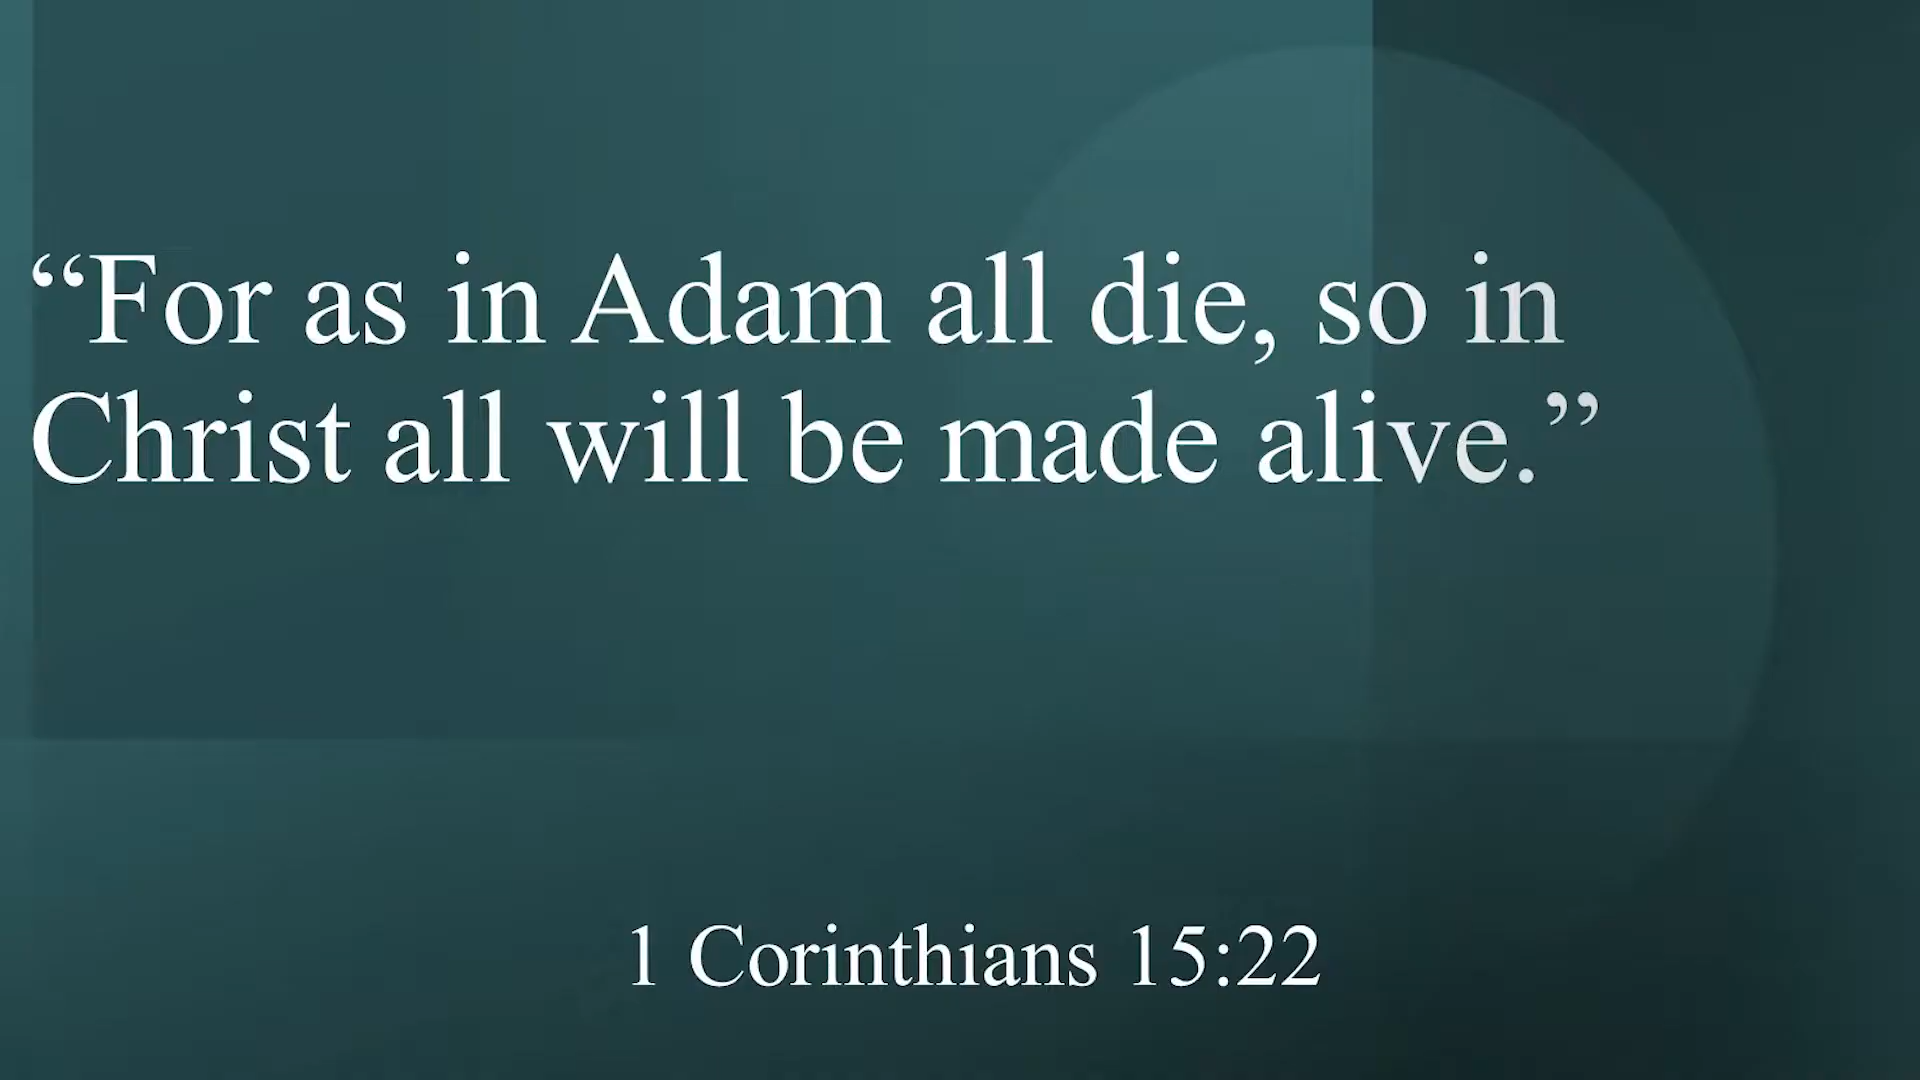 “For as in Adam all die, so in
Christ all will be made alive.”
1 Corinthians 15:22